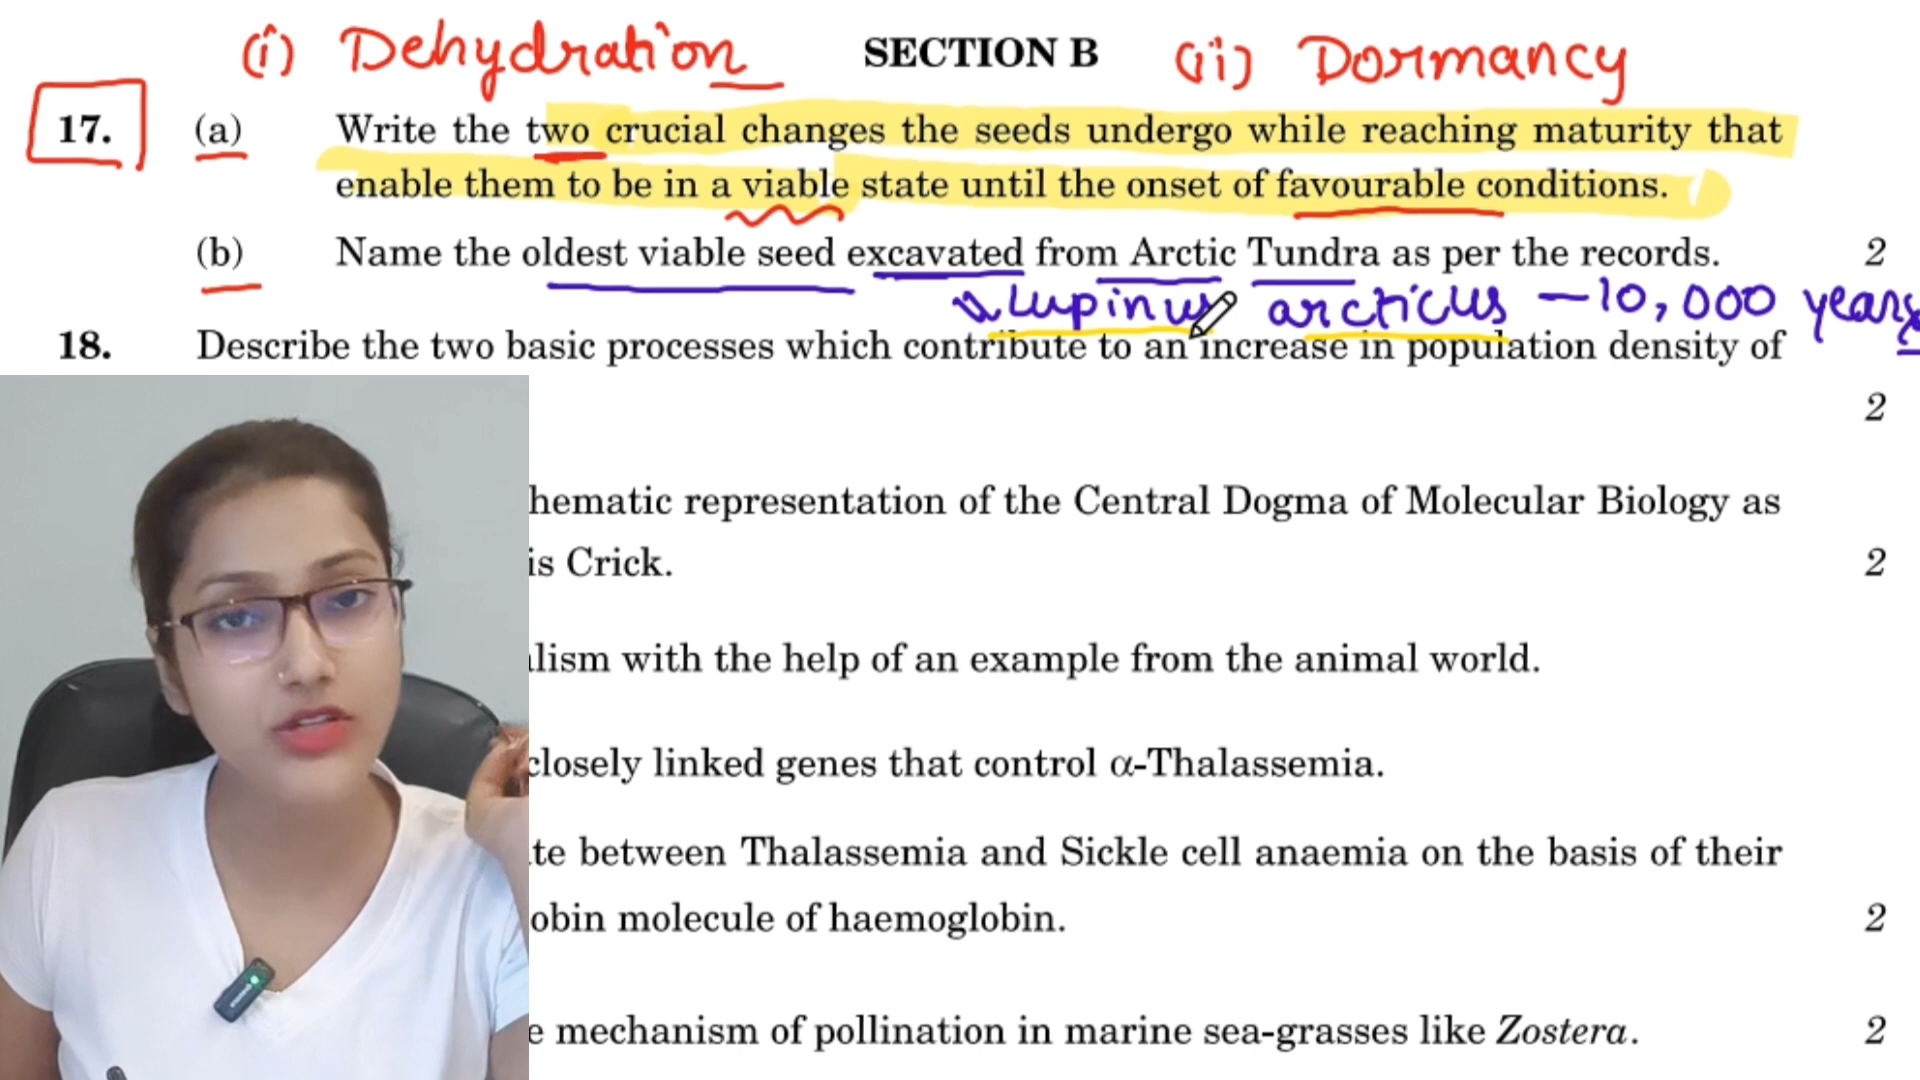 (i) Dehydration SECTION B (ii) Dormancy
17. (a) Write the two crucial changes the seeds undergo while reaching maturity that
enable them to be in a viable state until the onset of favourable conditions.
(b) Name the oldest viable seed excavated from Arctic Tundra as per the records. 2
Lupinus arcticus — 10,000 years
18. Describe the two basic processes which contribute to an increase in population density of
2
hematic representation of the Central Dogma of Molecular Biology as
is Crick. 2
lism with the help of an example from the animal world.
closely linked genes that control α-Thalassemia.
te between Thalassemia and Sickle cell anaemia on the basis of their
obin molecule of haemoglobin. 2
e mechanism of pollination in marine sea-grasses like Zostera. 2